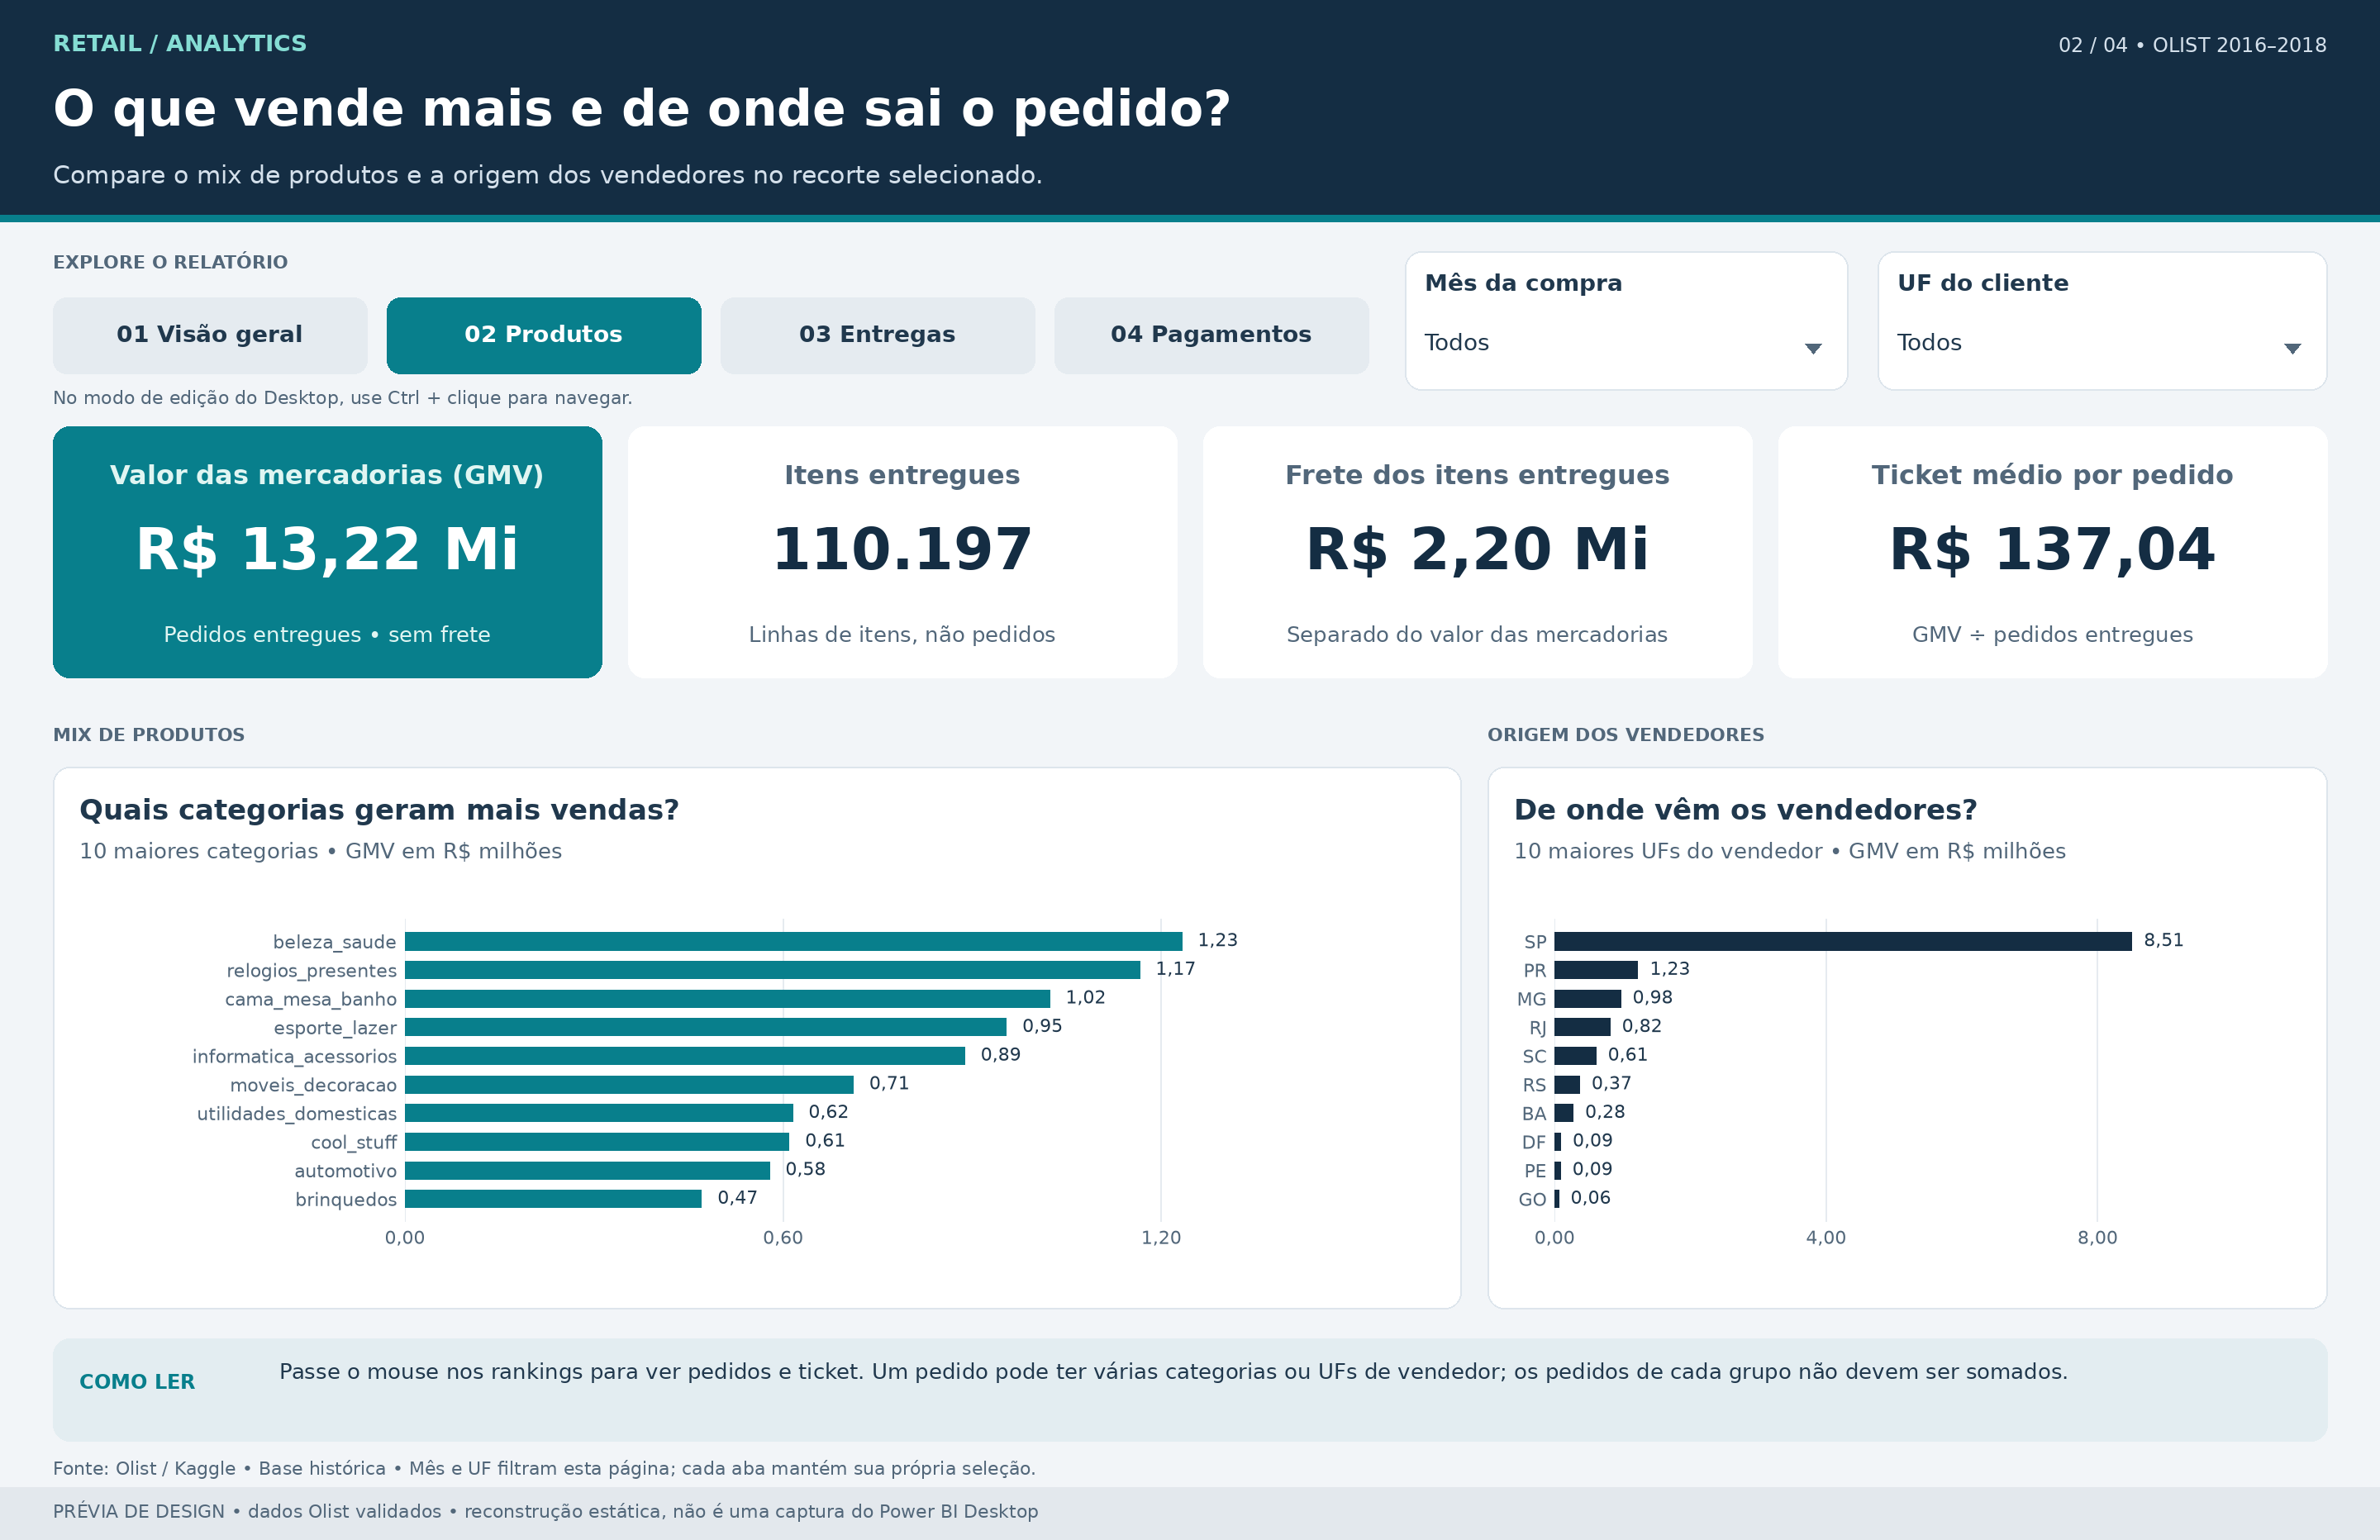 RETAIL / ANALYTICS
02 / 04 • OLIST 2016–2018
O que vende mais e de onde sai o pedido?
Compare o mix de produtos e a origem dos vendedores no recorte selecionado.
EXPLORE O RELATÓRIO
01 Visão geral
02 Produtos
03 Entregas
04 Pagamentos
No modo de edição do Desktop, use Ctrl + clique para navegar.
Mês da compra
Todos
UF do cliente
Todos
Valor das mercadorias (GMV)
R$ 13,22 Mi
Pedidos entregues • sem frete
Itens entregues
110.197
Linhas de itens, não pedidos
Frete dos itens entregues
R$ 2,20 Mi
Separado do valor das mercadorias
Ticket médio por pedido
R$ 137,04
GMV ÷ pedidos entregues
MIX DE PRODUTOS
Quais categorias geram mais vendas?
10 maiores categorias • GMV em R$ milhões
beleza_saude 1,23
relogios_presentes 1,17
cama_mesa_banho 1,02
esporte_lazer 0,95
informatica_acessorios 0,89
moveis_decoracao 0,71
utilidades_domesticas 0,62
cool_stuff 0,61
automotivo 0,58
brinquedos 0,47
0,00 0,60 1,20
ORIGEM DOS VENDEDORES
De onde vêm os vendedores?
10 maiores UFs do vendedor • GMV em R$ milhões
SP 8,51
PR 1,23
MG 0,98
RJ 0,82
SC 0,61
RS 0,37
BA 0,28
DF 0,09
PE 0,09
GO 0,06
0,00 4,00 8,00
COMO LER
Passe o mouse nos rankings para ver pedidos e ticket. Um pedido pode ter várias categorias ou UFs de vendedor; os pedidos de cada grupo não devem ser somados.
Fonte: Olist / Kaggle • Base histórica • Mês e UF filtram esta página; cada aba mantém sua própria seleção.
PRÉVIA DE DESIGN • dados Olist validados • reconstrução estática, não é uma captura do Power BI Desktop